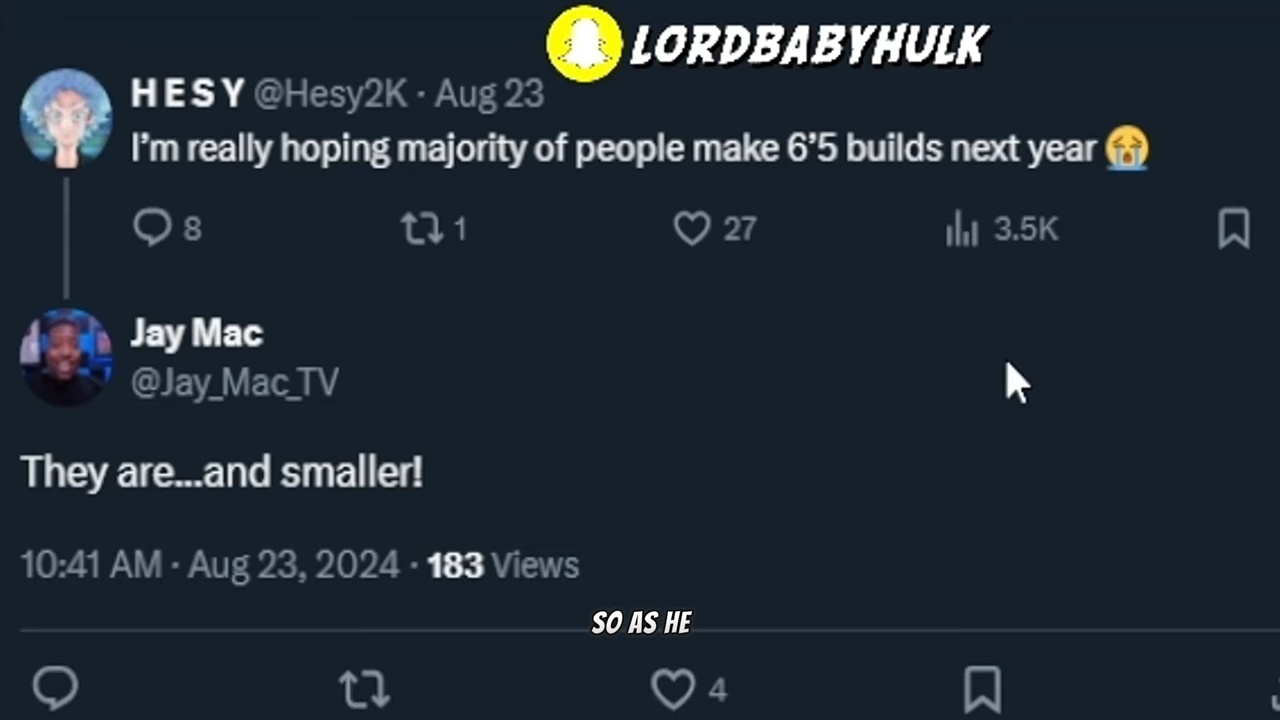 LORDBABYHULK
HESY @Hesy2K · Aug 23
I'm really hoping majority of people make 6'5 builds next year 😭
8 1 27 3.5K
Jay Mac
@Jay_Mac_TV
They are...and smaller!
10:41 AM · Aug 23, 2024 · 183 Views
SO AS HE
4